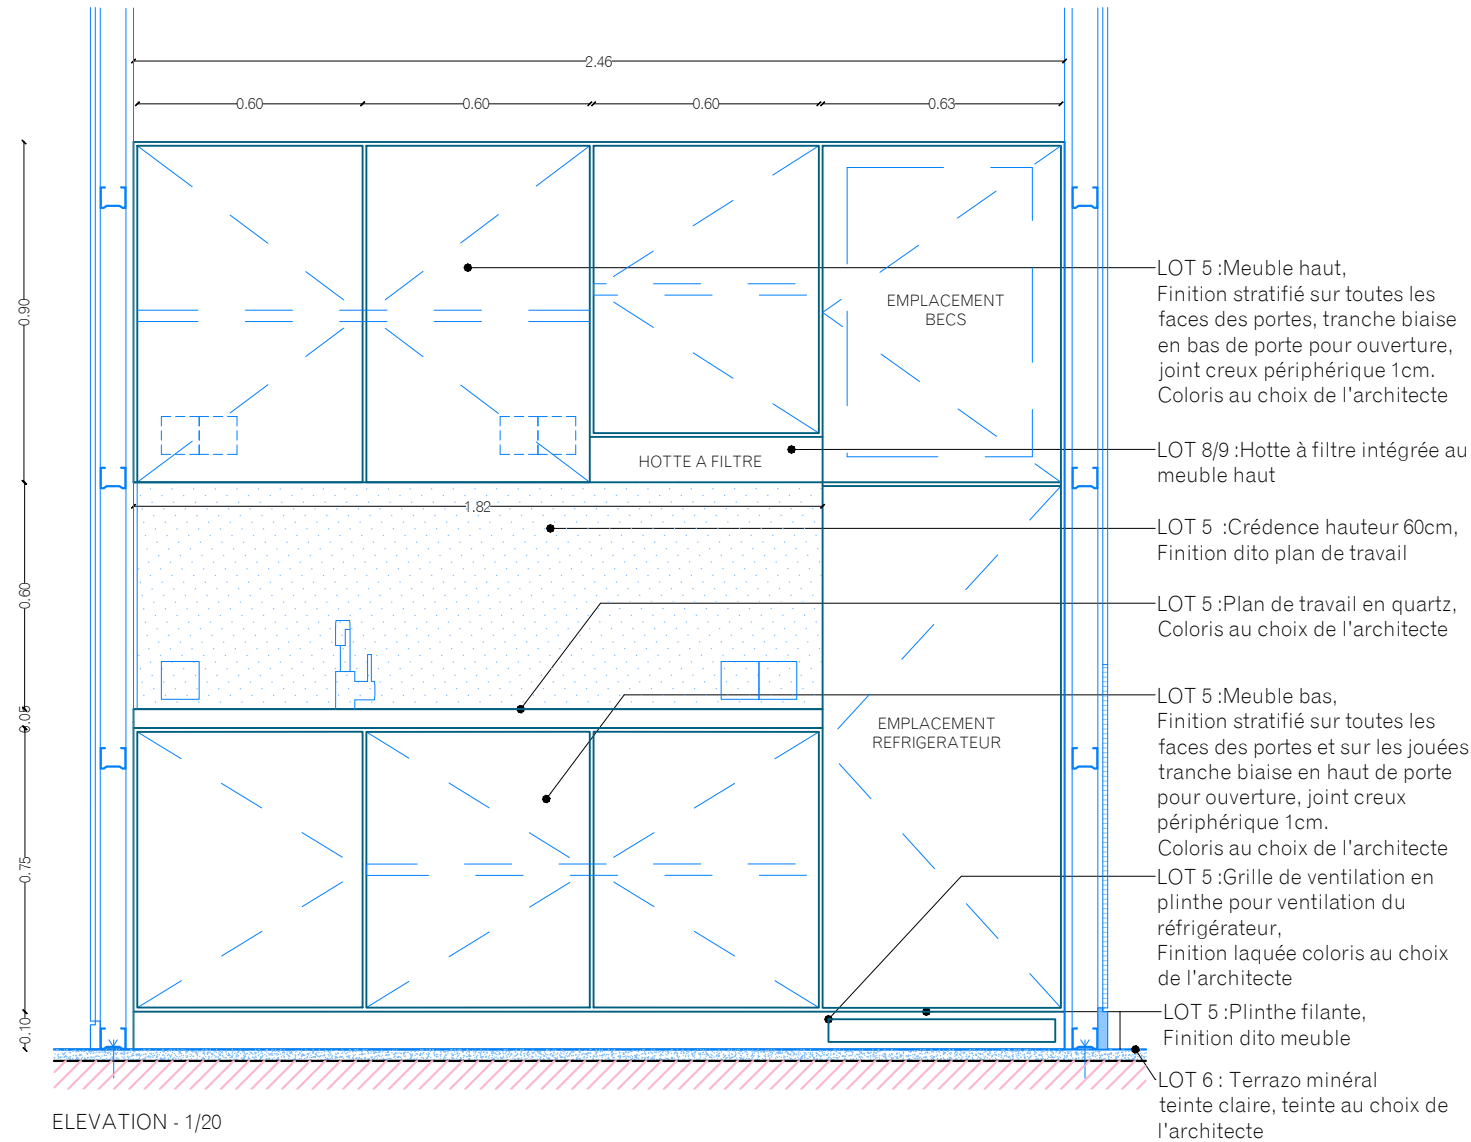 2.46
0.60
0.60
0.60
0.63
0.90
0.60
0.05
0.75
0.10
EMPLACEMENT
BECS
HOTTE A FILTRE
1.82
EMPLACEMENT
REFRIGERATEUR
LOT 5 :Meuble haut,
Finition stratifié sur toutes les
faces des portes, tranche biaise
en bas de porte pour ouverture,
joint creux périphérique 1cm.
Coloris au choix de l'architecte
LOT 8/9 :Hotte à filtre intégrée au
meuble haut
LOT 5 :Crédence hauteur 60cm,
Finition dito plan de travail
LOT 5 :Plan de travail en quartz,
Coloris au choix de l'architecte
LOT 5 :Meuble bas,
Finition stratifié sur toutes les
faces des portes et sur les jouées
tranche biaise en haut de porte
pour ouverture, joint creux
périphérique 1cm.
Coloris au choix de l'architecte
LOT 5 :Grille de ventilation en
plinthe pour ventilation du
réfrigérateur,
Finition laquée coloris au choix
de l'architecte
LOT 5 :Plinthe filante,
Finition dito meuble
LOT 6 : Terrazo minéral
teinte claire, teinte au choix de
l'architecte
ELEVATION - 1/20